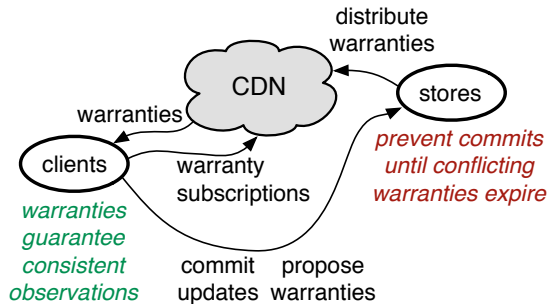 distribute
warranties
CDN
stores
warranties
clients
warranty
subscriptions
prevent commits
until conflicting
warranties expire
warranties
guarantee
consistent
observations
commit
updates
propose
warranties